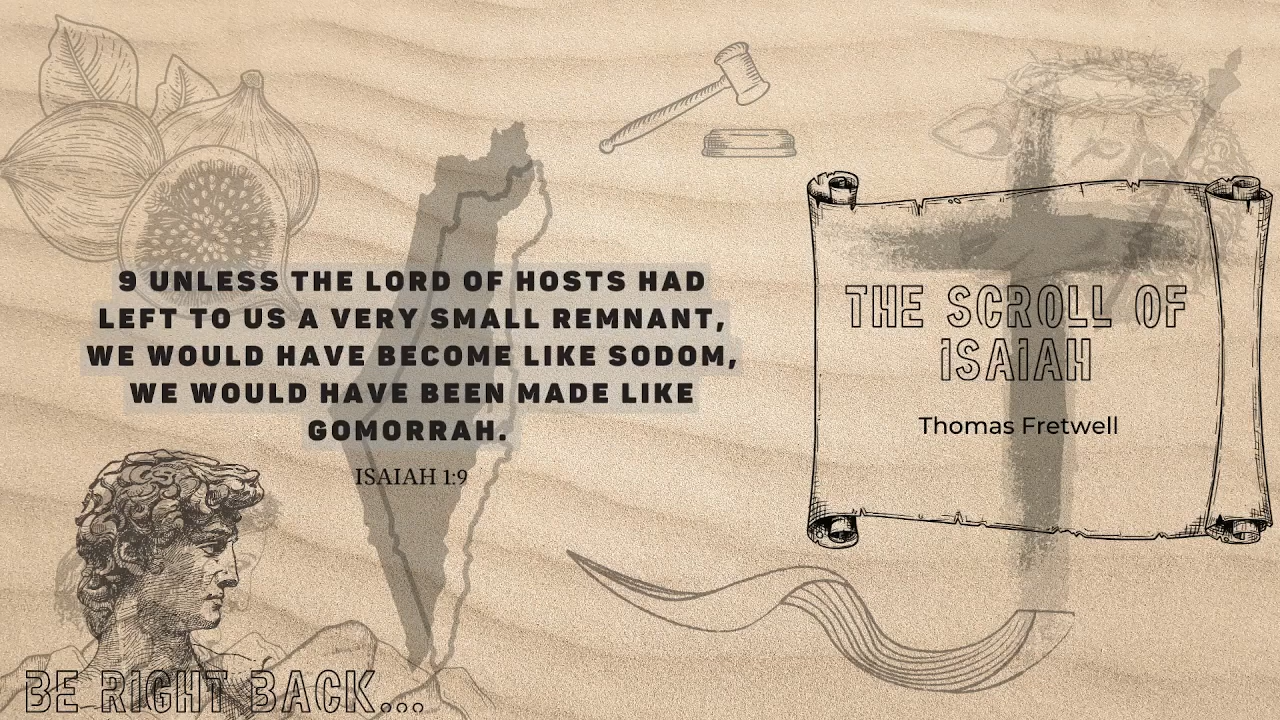 9 UNLESS THE LORD OF HOSTS HAD
LEFT TO US A VERY SMALL REMNANT,
WE WOULD HAVE BECOME LIKE SODOM,
WE WOULD HAVE BEEN MADE LIKE
GOMORRAH.
ISAIAH 1:9
THE SCROLL OF
ISAIAH
Thomas Fretwell
BE RIGHT BACK...